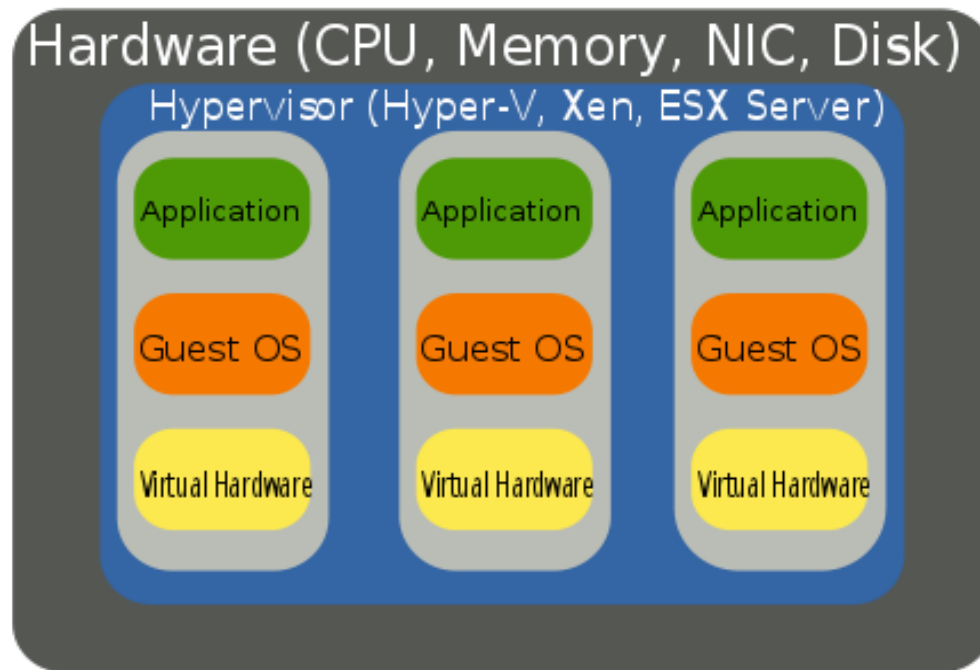 Hardware (CPU, Memory, NIC, Disk)
Hypervisor (Hyper-V, Xen, ESX Server)
Application
Application
Application
Guest OS
Guest OS
Guest OS
Virtual Hardware
Virtual Hardware
Virtual Hardware